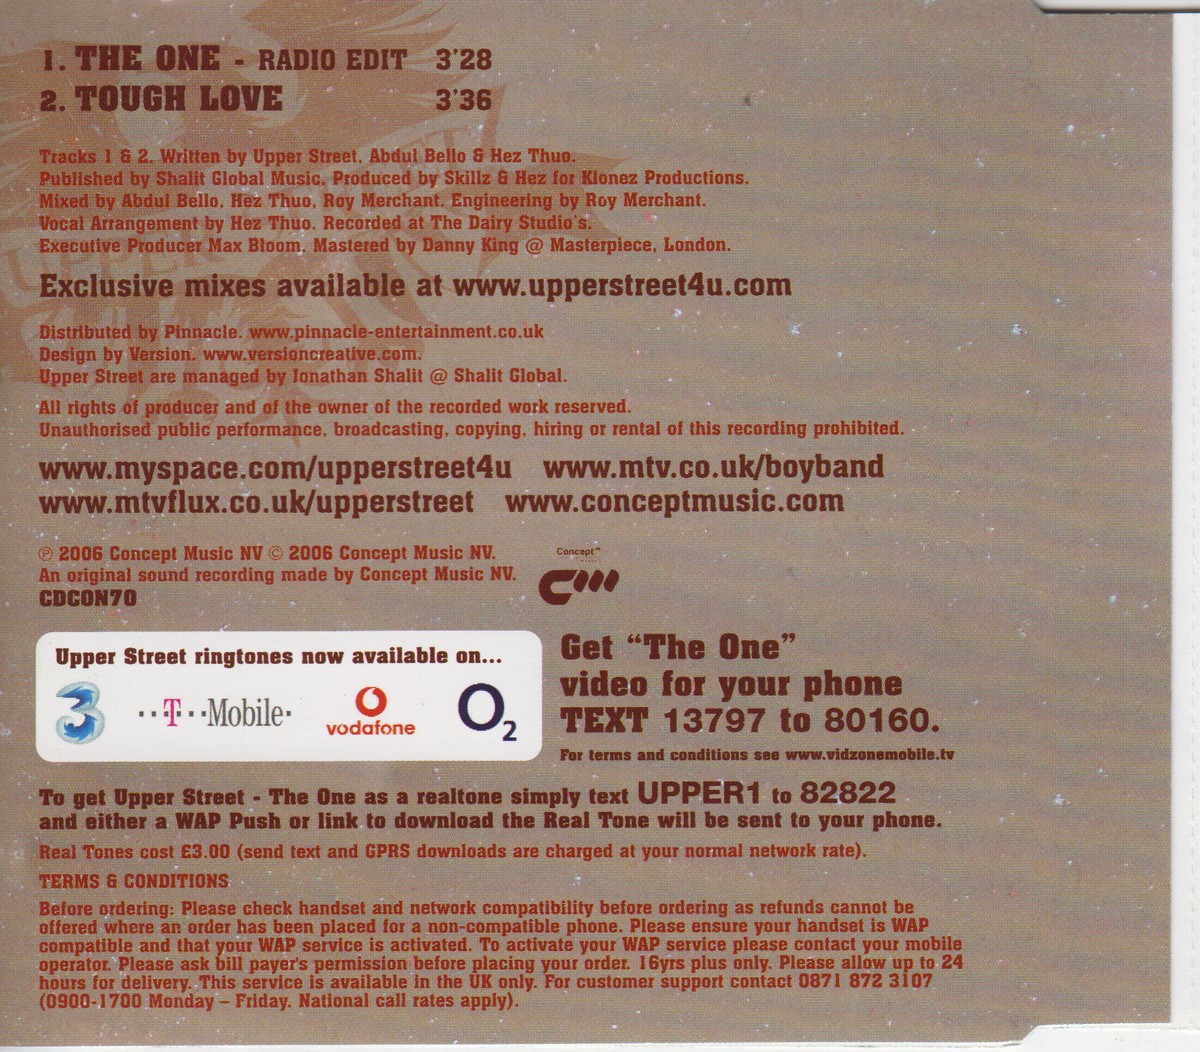 1. THE ONE - RADIO EDIT 3'28
2. TOUGH LOVE 3'36
Tracks 1 & 2. Written by Upper Street, Abdul Bello & Hez Thuo.
Published by Shalit Global Music. Produced by Skillz & Hez for Klonez Productions.
Mixed by Abdul Bello, Hez Thuo, Roy Merchant. Engineering by Roy Merchant.
Vocal Arrangement by Hez Thuo. Recorded at The Dairy Studio's.
Executive Producer Max Bloom. Mastered by Danny King @ Masterpiece, London.
Exclusive mixes available at www.upperstreet4u.com
Distributed by Pinnacle. www.pinnacle-entertainment.co.uk
Design by Version. www.versioncreative.com.
Upper Street are managed by Jonathan Shalit @ Shalit Global.
All rights of producer and of the owner of the recorded work reserved.
Unauthorised public performance, broadcasting, copying, hiring or rental of this recording prohibited.
www.myspace.com/upperstreet4u www.mtv.co.uk/boyband
www.mtvflux.co.uk/upperstreet www.conceptmusic.com
℗ 2006 Concept Music NV © 2006 Concept Music NV.
An original sound recording made by Concept Music NV.
CDCON70
Concept™
Upper Street ringtones now available on...
3 ··T··Mobile· vodafone O2
Get “The One”
video for your phone
TEXT 13797 to 80160.
For terms and conditions see www.vidzonemobile.tv
To get Upper Street - The One as a realtone simply text UPPER1 to 82822
and either a WAP Push or link to download the Real Tone will be sent to your phone.
Real Tones cost £3.00 (send text and GPRS downloads are charged at your normal network rate).
TERMS & CONDITIONS
Before ordering: Please check handset and network compatibility before ordering as refunds cannot be
offered where an order has been placed for a non-compatible phone. Please ensure your handset is WAP
compatible and that your WAP service is activated. To activate your WAP service please contact your mobile
operator. Please ask bill payer's permission before placing your order. 16yrs plus only. Please allow up to 24
hours for delivery. This service is available in the UK only. For customer support contact 0871 872 3107
(0900-1700 Monday – Friday. National call rates apply).